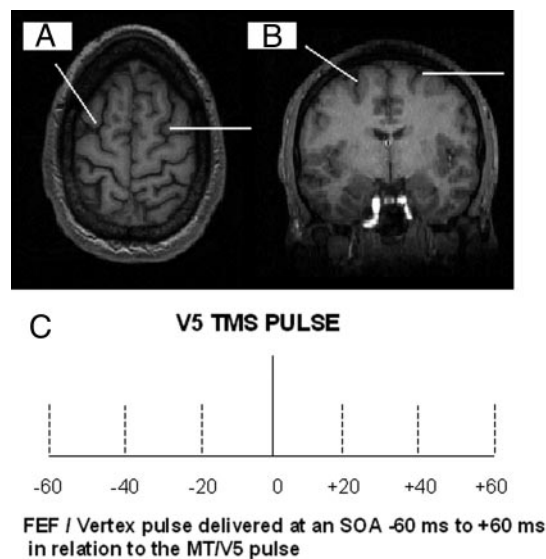 A
B
C
V5 TMS PULSE
-60 -40 -20 0 +20 +40 +60
FEF / Vertex pulse delivered at an SOA -60 ms to +60 ms
in relation to the MT/V5 pulse